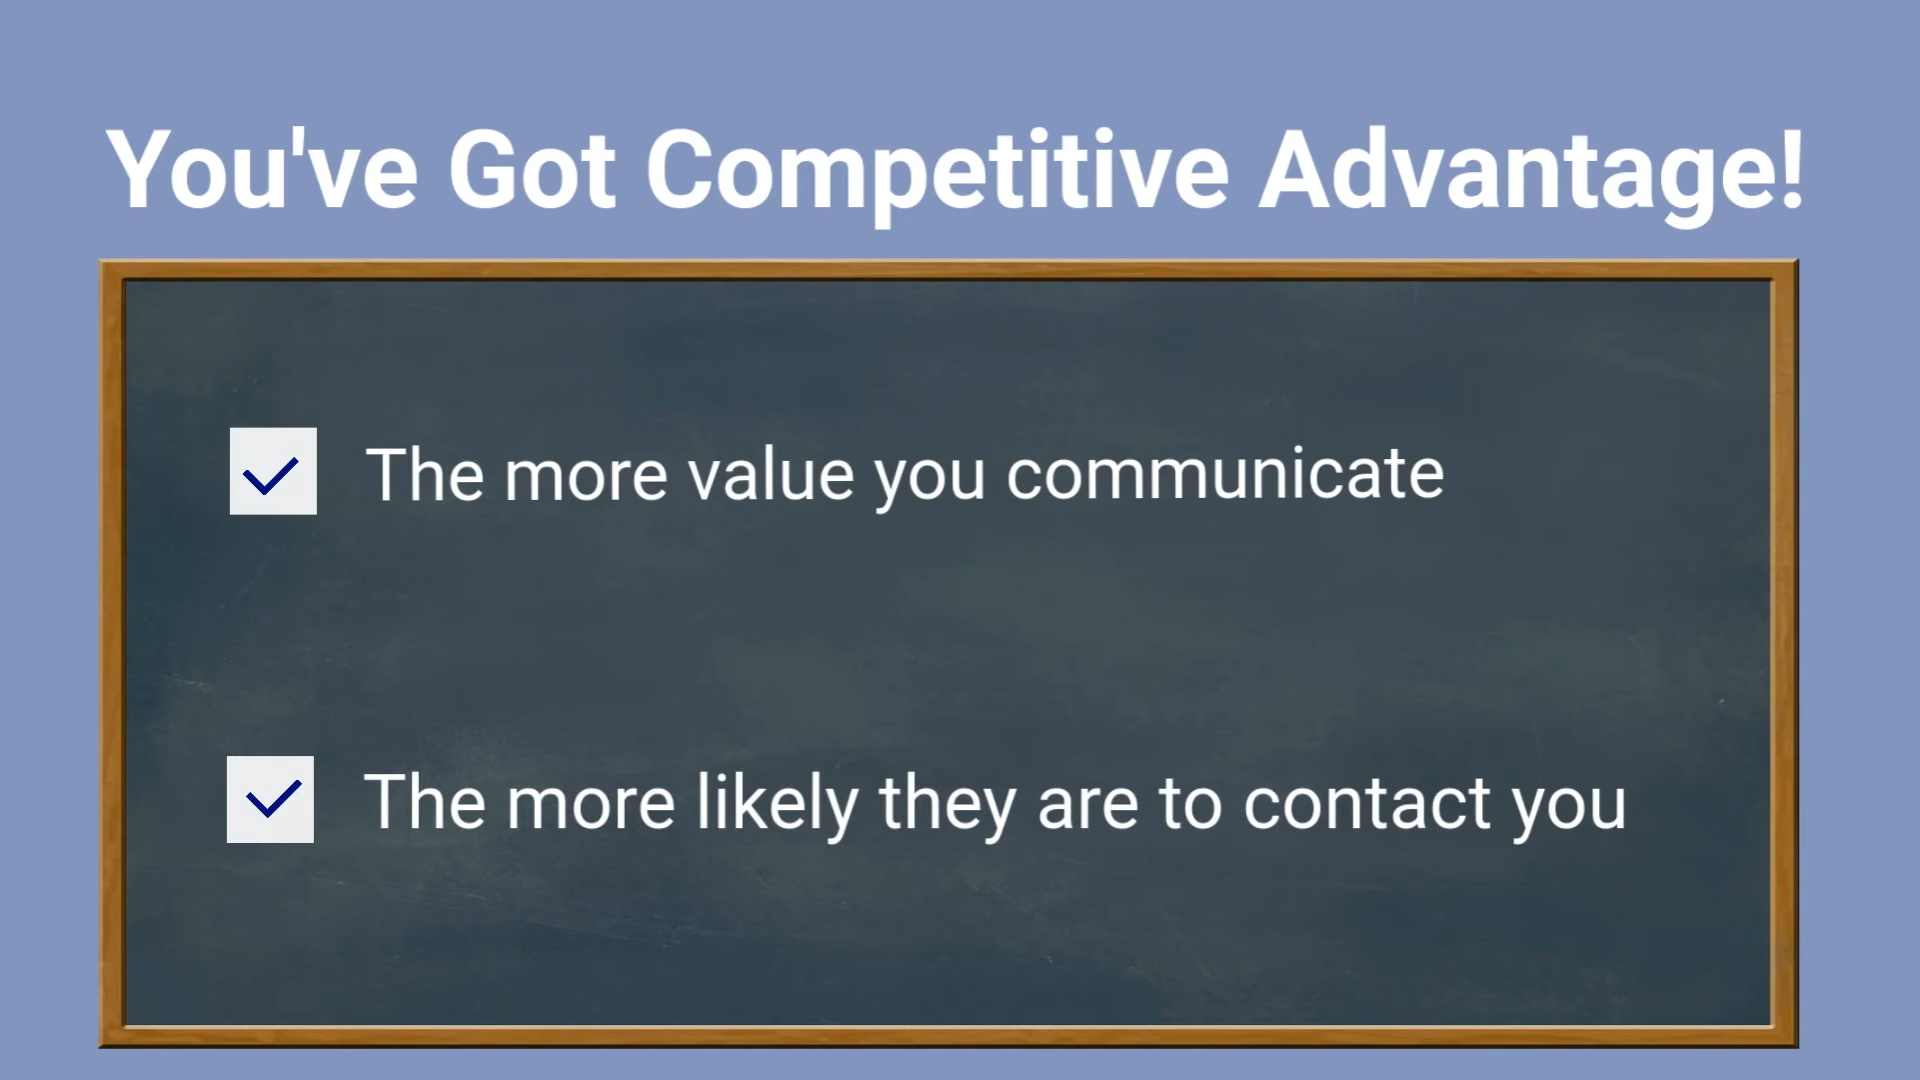 You've Got Competitive Advantage!
The more value you communicate
The more likely they are to contact you